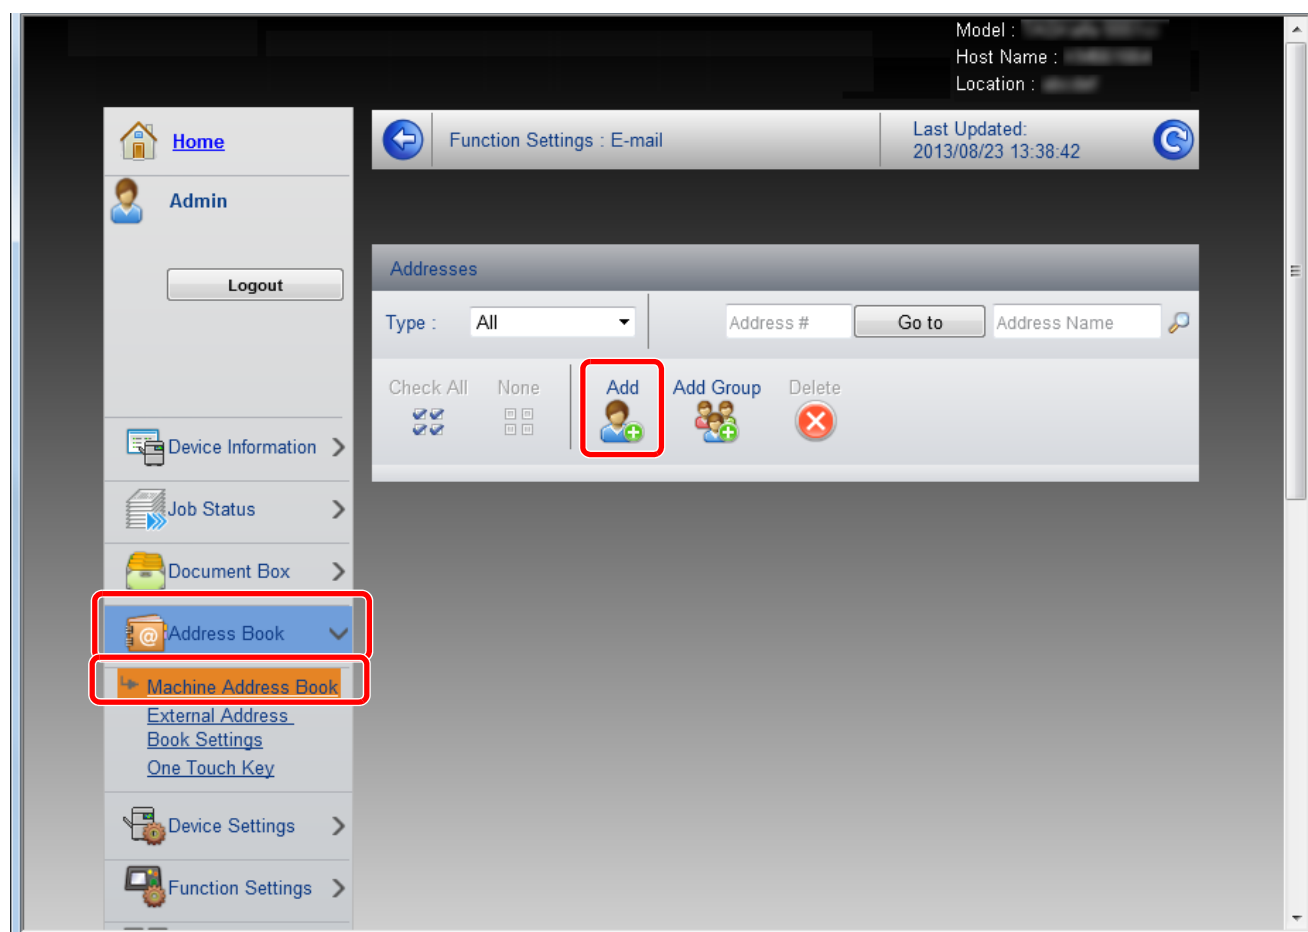 Model :
Host Name :
Location :
Home
Function Settings : E-mail
Last Updated:
2013/08/23 13:38:42
Admin
Logout
Addresses
Type :
All
Address #
Go to
Address Name
Check All
None
Add
Add Group
Delete
Device Information
Job Status
Document Box
Address Book
Machine Address Book
External Address
Book Settings
One Touch Key
Device Settings
Function Settings